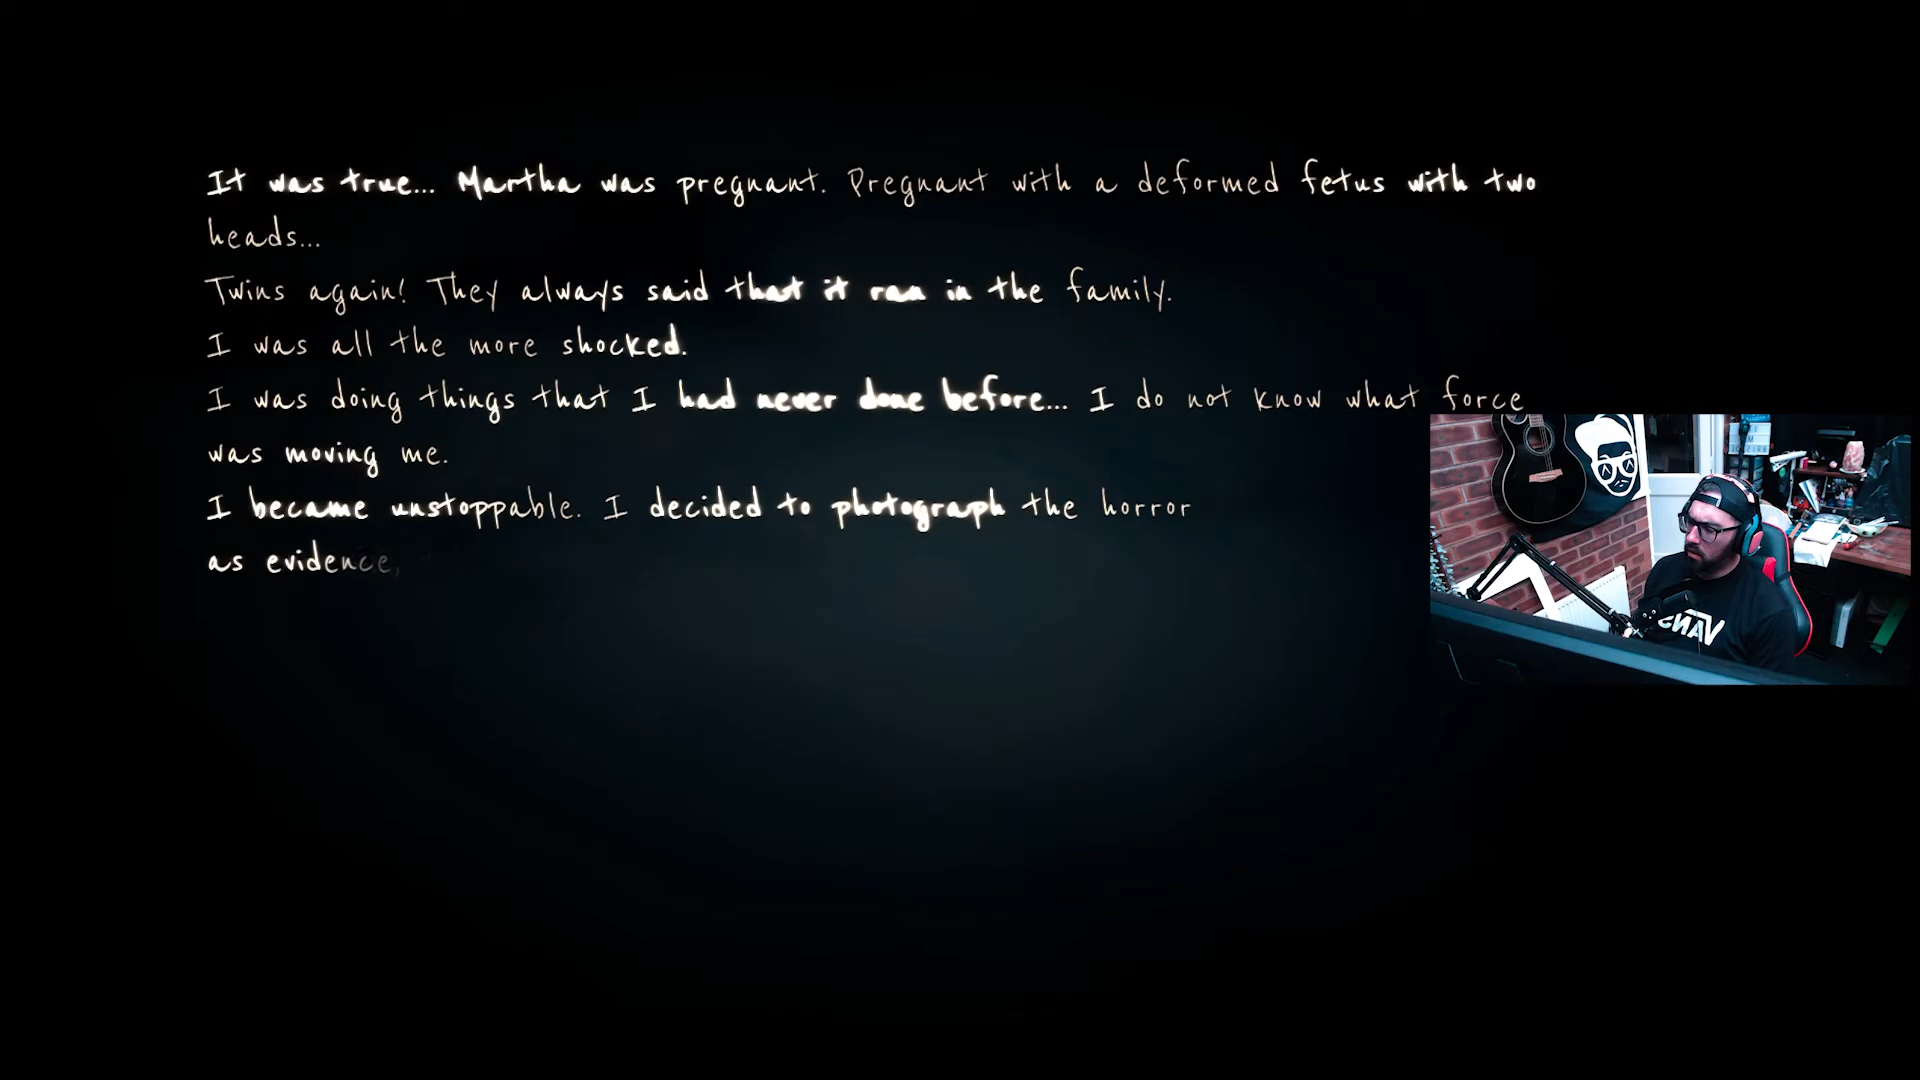 It was true... Martha was pregnant. Pregnant with a deformed fetus with two
heads...
Twins again! They always said that it ran in the family.
I was all the more shocked.
I was doing things that I had never done before... I do not know what force
was moving me.
I became unstoppable. I decided to photograph the horror
as evidence,
VANS